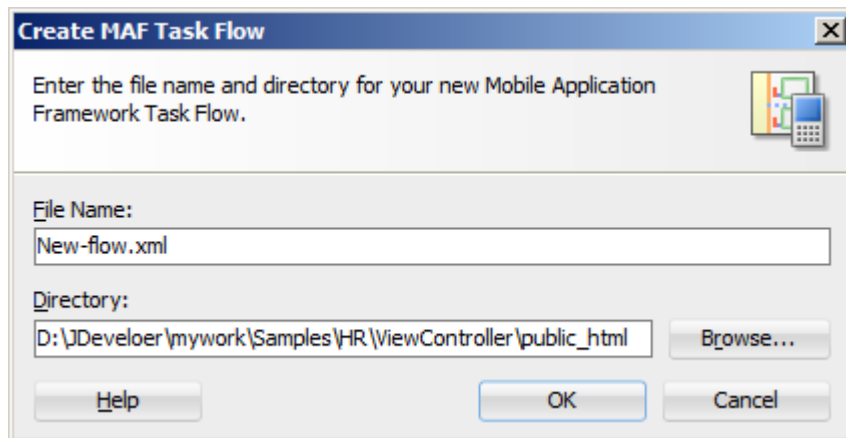 Create MAF Task Flow
Enter the file name and directory for your new Mobile Application
Framework Task Flow.
File Name:
New-flow.xml
Directory:
D:\JDeveloer\mywork\Samples\HR\ViewController\public_html
Browse...
Help
OK
Cancel